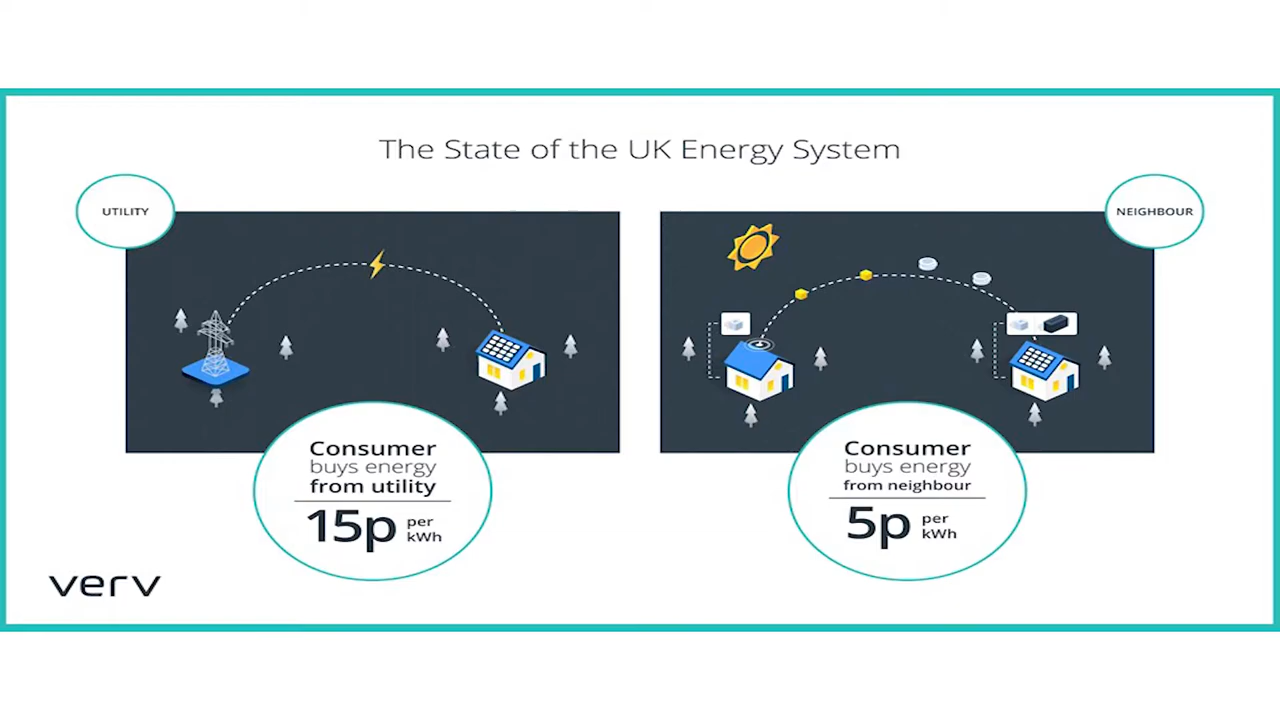 The State of the UK Energy System
UTILITY
NEIGHBOUR
Consumer
buys energy
from utility
15p per
kWh
Consumer
buys energy
from neighbour
5p per
kWh
verv